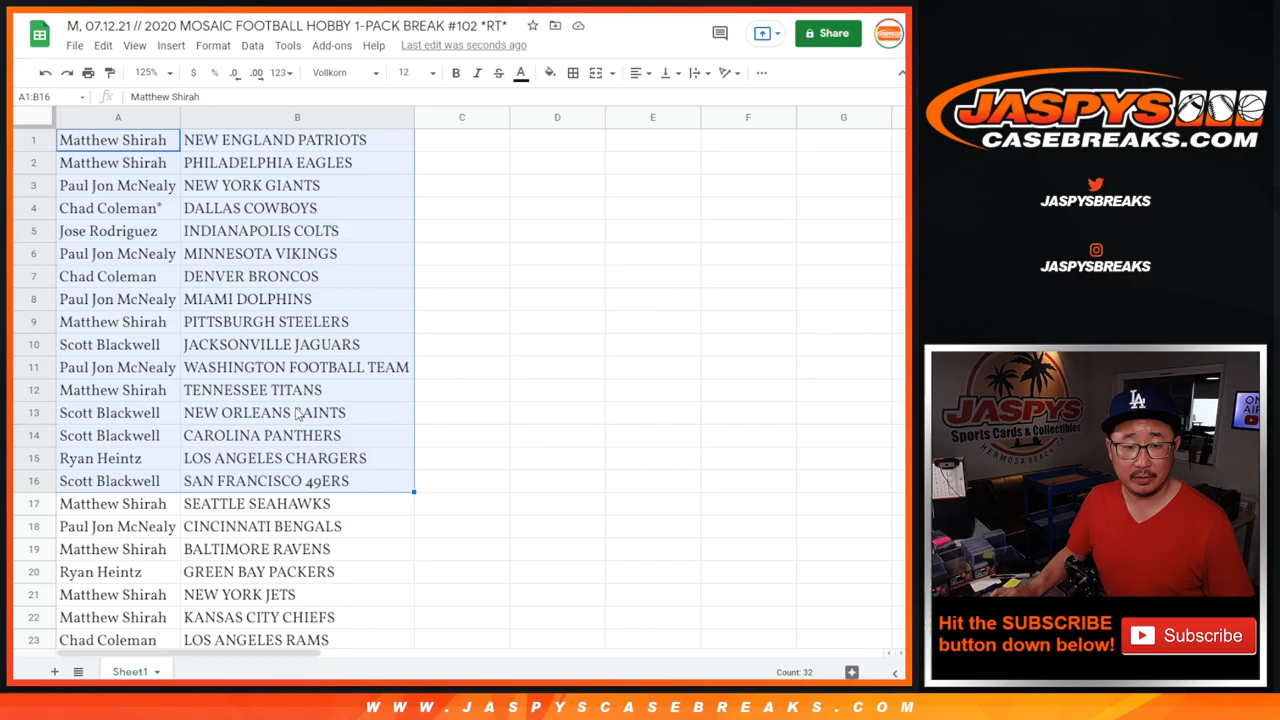 M, 07.12.21 // 2020 MOSAIC FOOTBALL HOBBY 1-PACK BREAK #102 *RT*
File Edit View Insert Format Data Tools Add-ons Help Last edit was seconds ago
Share
125% $ % .0 .00 123 Vollkorn 12 B I S A
A1:B16 fx Matthew Shirah
A B C D E F G
1 Matthew Shirah NEW ENGLAND PATRIOTS
2 Matthew Shirah PHILADELPHIA EAGLES
3 Paul Jon McNealy NEW YORK GIANTS
4 Chad Coleman* DALLAS COWBOYS
5 Jose Rodriguez INDIANAPOLIS COLTS
6 Paul Jon McNealy MINNESOTA VIKINGS
7 Chad Coleman DENVER BRONCOS
8 Paul Jon McNealy MIAMI DOLPHINS
9 Matthew Shirah PITTSBURGH STEELERS
10 Scott Blackwell JACKSONVILLE JAGUARS
11 Paul Jon McNealy WASHINGTON FOOTBALL TEAM
12 Matthew Shirah TENNESSEE TITANS
13 Scott Blackwell NEW ORLEANS SAINTS
14 Scott Blackwell CAROLINA PANTHERS
15 Ryan Heintz LOS ANGELES CHARGERS
16 Scott Blackwell SAN FRANCISCO 49ERS
17 Matthew Shirah SEATTLE SEAHAWKS
18 Paul Jon McNealy CINCINNATI BENGALS
19 Matthew Shirah BALTIMORE RAVENS
20 Ryan Heintz GREEN BAY PACKERS
21 Matthew Shirah NEW YORK JETS
22 Matthew Shirah KANSAS CITY CHIEFS
23 Chad Coleman LOS ANGELES RAMS
Sheet1
Count: 32
JASPYS
CASEBREAKS.COM
JASPYSBREAKS
JASPYSBREAKS
JASPYS
Sports Cards & Collectibles
HERMOSA BEACH
LA
ON
AIR
Hit the SUBSCRIBE
button down below!
Subscribe
WWW.JASPYSCASEBREAKS.COM